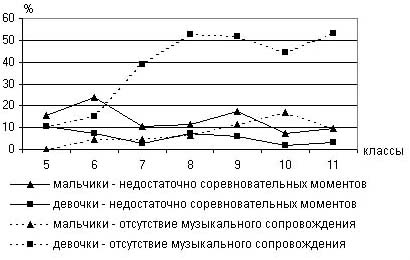 %
60
50
40
30
20
10
0
5 6 7 8 9 10 11 классы
мальчики - недостаточно соревновательных моментов
девочки - недостаточно соревновательных моментов
мальчики - отсутствие музыкального сопровождения
девочки - отсутствие музыкального сопровождения